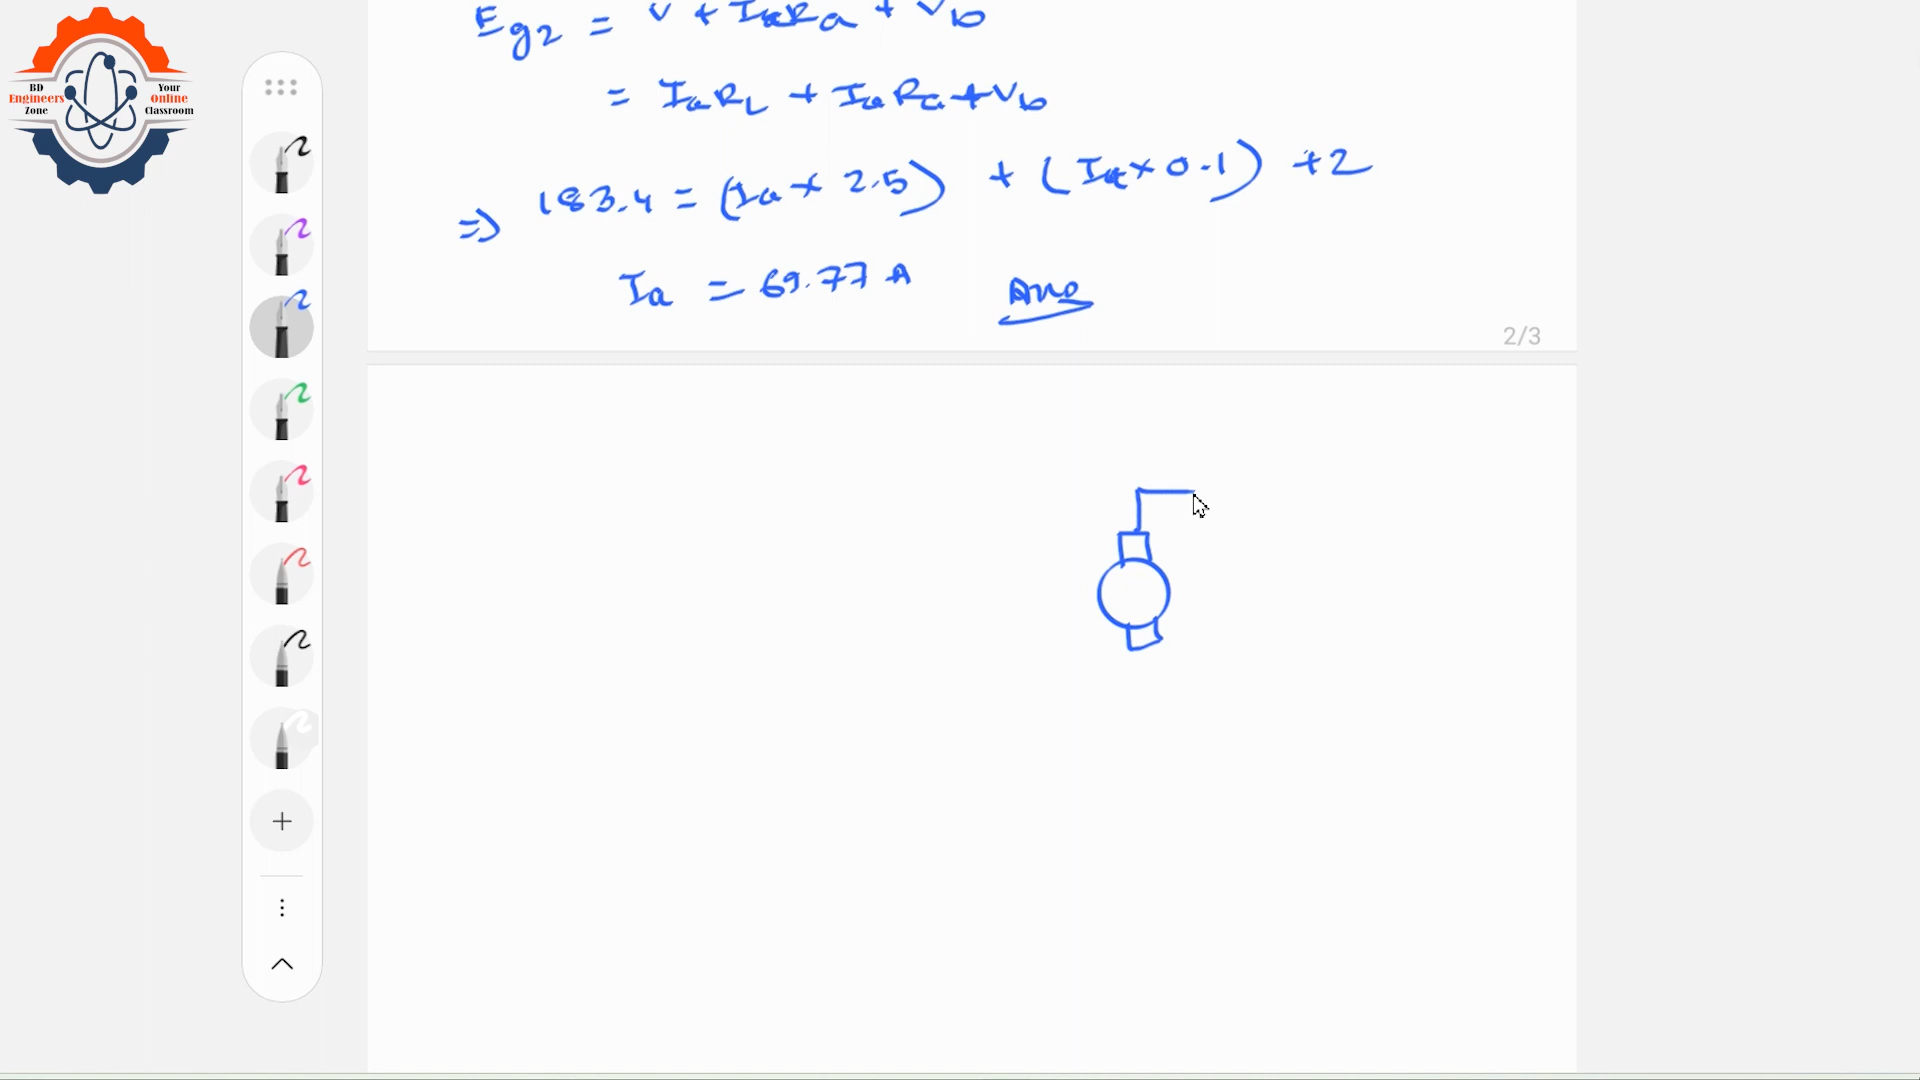 BD Engineers Zone
Your Online Classroom
Eg2 = V + IaRa + Vb
= IaRL + IaRa + Vb
=> 183.4 = (Ia × 2.5) + (Ia × 0.1) + 2
Ia = 69.77 A Ans
2/3